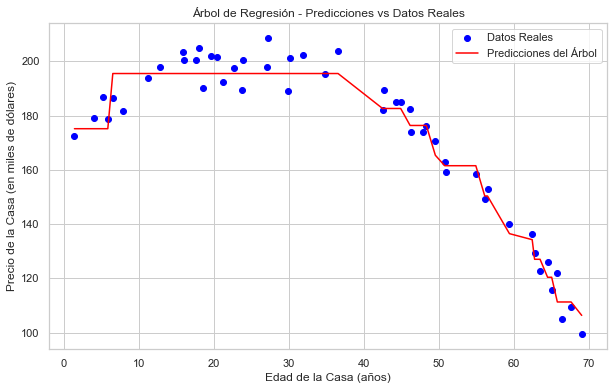 Árbol de Regresión - Predicciones vs Datos Reales
Datos Reales
Predicciones del Árbol
Precio de la Casa (en miles de dólares)
200
180
160
140
120
100
0 10 20 30 40 50 60 70
Edad de la Casa (años)